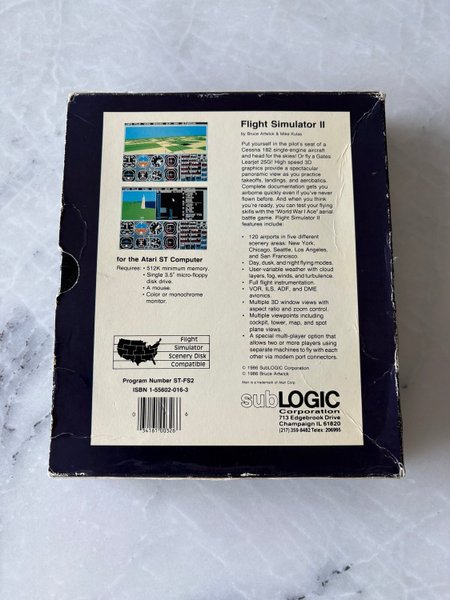 Flight Simulator II
by Bruce Artwick & Mike Kulas
Put yourself in the pilot's seat of a
Cessna 182 single-engine aircraft
and head for the skies! Or fly a Gates
Learjet 25G! High speed 3D
graphics provide a spectacular
panoramic view as you practice
takeoffs, landings, and aerobatics.
Complete documentation gets you
airborne quickly even if you've never
flown before. And when you think
you're ready, you can test your flying
skills with the "World War I Ace" aerial
battle game. Flight Simulator II
features include:
• 120 airports in five different
scenery areas: New York,
Chicago, Seattle, Los Angeles,
and San Francisco.
• Day, dusk, and night flying modes.
• User-variable weather with cloud
layers, fog, winds, and turbulence.
• Full flight instrumentation.
• VOR, ILS, ADF, and DME
avionics.
• Multiple 3D window views with
aspect ratio and zoom control.
• Multiple viewpoints including
cockpit, tower, map, and spot
plane views.
• A special multi-player option that
allows two or more flying using
separate machines to fly with each
other via modem port connectors.
© 1986 SubLOGIC Corporation
© 1986 Bruce Artwick
Atari is a trademark of Atari Corp.
for the Atari ST Computer
Requires: • 512K minimum memory.
• Single 3.5" micro-floppy
disk drive.
• A mouse.
• Color or monochrome
monitor.
Flight
Simulator
Scenery Disk
Compatible
Program Number ST-FS2
ISBN 1-55602-016-3
0
34161 00526
6
subLOGIC
Corporation
713 Edgebrook Drive
Champaign IL 61820
(217) 359-8482 Telex: 206995